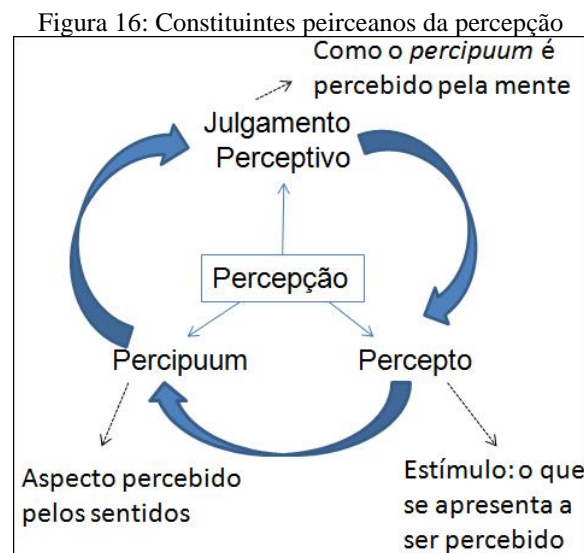 Figura 16: Constituintes peirceanos da percepção
Como o percipuum é
percebido pela mente
Julgamento
Perceptivo
Percepção
Percipuum
Percepto
Aspecto percebido
pelos sentidos
Estímulo: o que
se apresenta a
ser percebido